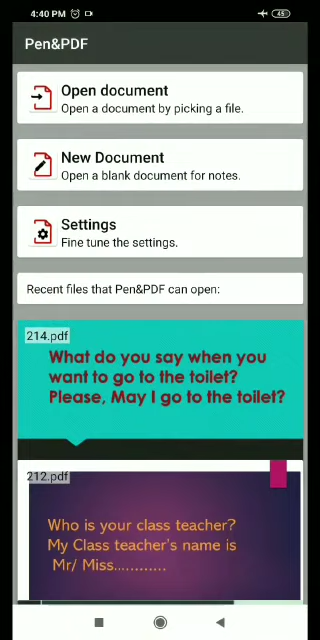 4:40 PM
45
Pen&PDF
Open document
Open a document by picking a file.
New Document
Open a blank document for notes.
Settings
Fine tune the settings.
Recent files that Pen&PDF can open:
214.pdf
What do you say when you
want to go to the toilet?
Please, May I go to the toilet?
212.pdf
Who is your class teacher?
My Class teacher's name is
Mr/ Miss..........